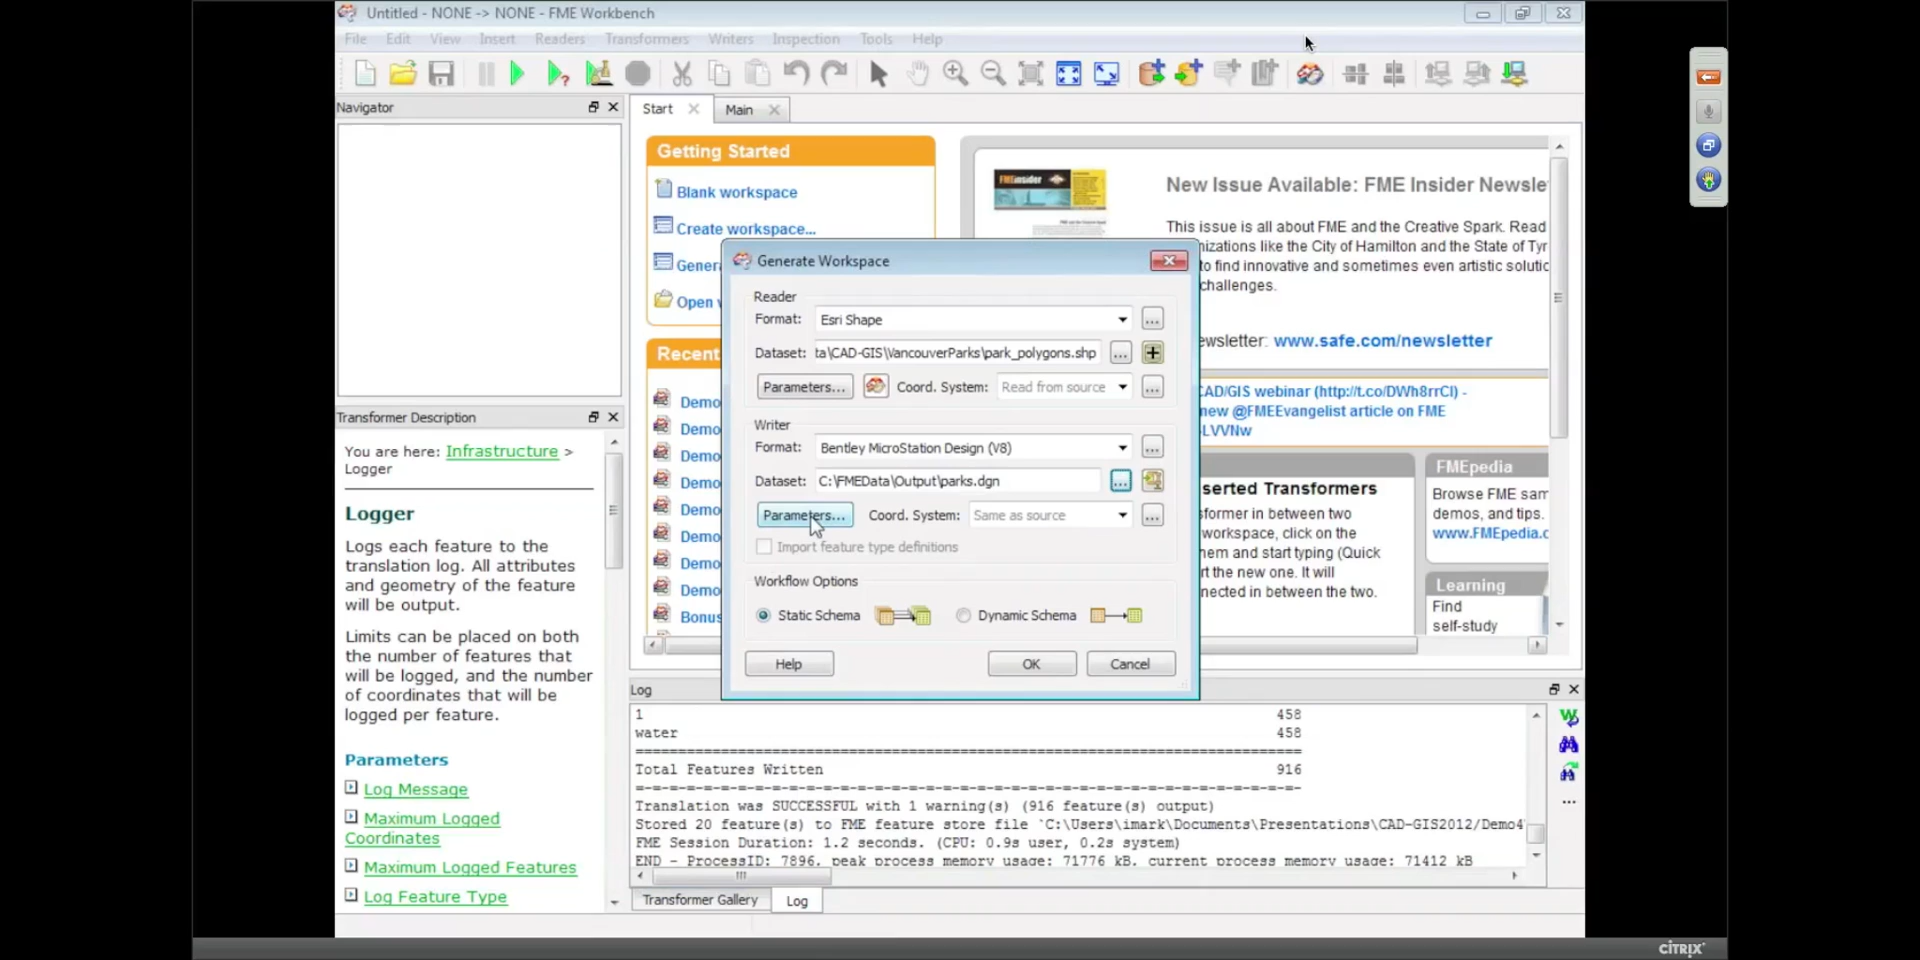 Untitled - NONE -> NONE - FME Workbench
File Edit View Insert Readers Transformers Writers Inspection Tools Help
Navigator
Start
Main
Getting Started
Blank workspace
Create workspace...
Open
Recent
Demo
Demo
Demo
Demo
Demo
Demo
Demo
Demo
Bonus
FMEinsider
New Issue Available: FME Insider
This issue is all about FME and the Creative Spark. Read
like the City of Hamilton and the State of
to find innovative and sometimes even artistic
challenges.
www.safe.com/newsletter
CAD/GIS webinar (http://t.co/DWh8rrCI) -
new @FMEEvangelist article on FME
Transformers
in between two
workspace, click on the
and start typing (Quick
the new one. It will
in between the two.
FMEpedia
Browse FME
demos, and tips.
Learning
Find
self-study
Transformer Description
You are here: Infrastructure >
Logger
Logger
Logs each feature to the
translation log. All attributes
and geometry of the feature
will be output.
Limits can be placed on both
the number of features that
will be logged, and the
number of coordinates that will be
logged per feature.
Parameters
Log Message
Maximum Logged
Coordinates
Maximum Logged Features
Log Feature Type
Generate Workspace
Reader
Format: Esri Shape
Dataset: ta\CAD-GIS\VancouverParks\park_polygons.shp
Parameters... Coord. System: Read from source
Writer
Format: Bentley MicroStation Design (V8)
Dataset: C:\FMEData\Output\parks.dgn
Parameters... Coord. System: Same as source
Import feature type definitions
Workflow Options
Static Schema Dynamic Schema
Help OK Cancel
Log
1 458
water 458
==============================================================================
Total Features Written 916
=-=-=-=-=-=-=-=-=-=-=-=-=-=-=-=-=-=-=-=-=-=-=-=-=-=-=-=-=-=-=-=-=-=-=-=-=-=-
Translation was SUCCESSFUL with 1 warning(s) (916 feature(s) output)
Stored 20 feature(s) to FME feature store file `C:\Users\imark\Documents\Presentations\CAD-GIS2012/Demo4
FME Session Duration: 1.2 seconds. (CPU: 0.9s user, 0.2s system)
END - ProcessID: 7896, peak process memory usage: 71776 kB, current process memory usage: 71412 kB
Transformer Gallery
Log
CITRIX